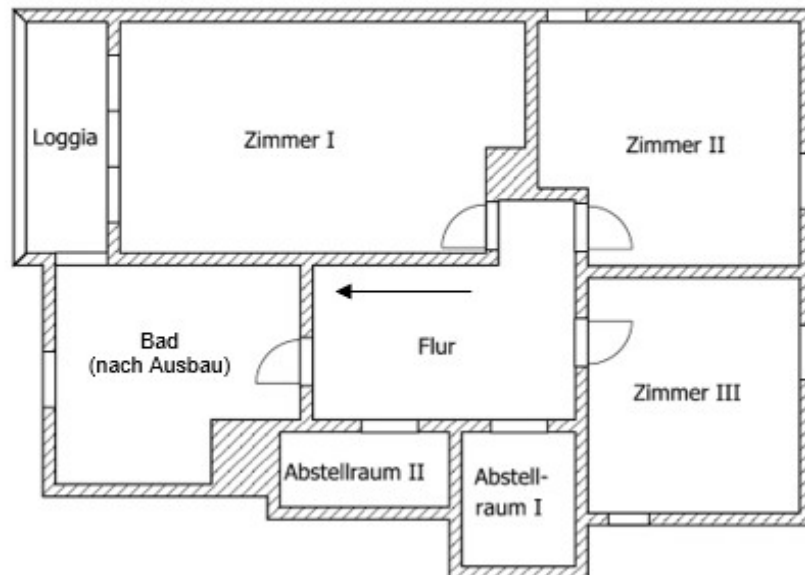 Loggia
Zimmer I
Zimmer II
Bad
(nach Ausbau)
Flur
Zimmer III
Abstellraum II
Abstell-
raum I